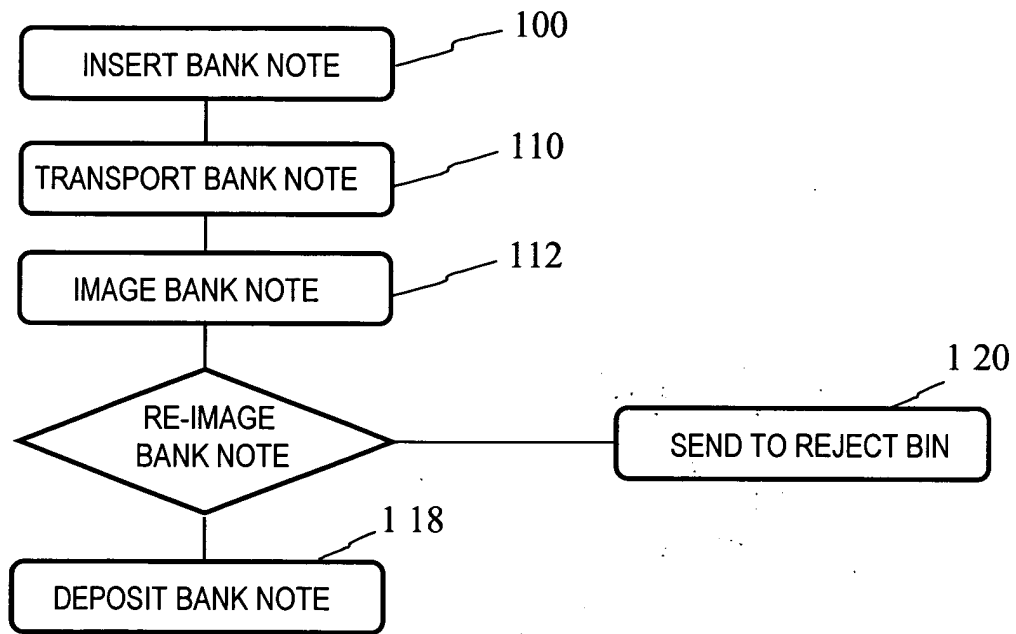 100
INSERT BANK NOTE
110
TRANSPORT BANK NOTE
112
IMAGE BANK NOTE
1 20
RE-IMAGE
BANK NOTE
SEND TO REJECT BIN
1 18
DEPOSIT BANK NOTE